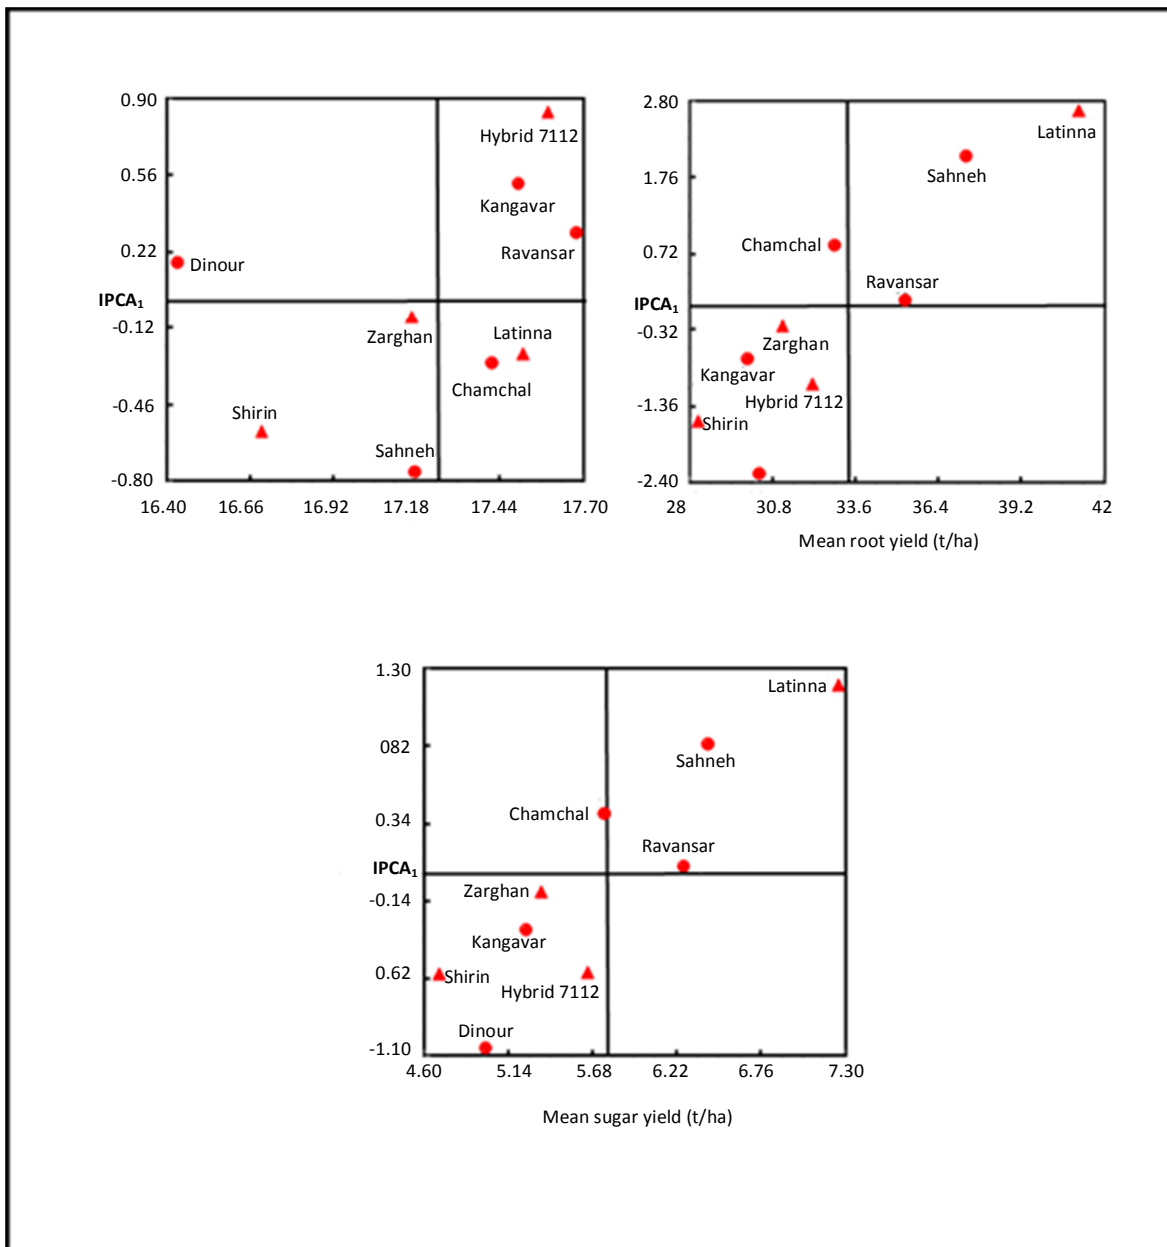 0.90
Hybrid 7112
0.56
Kangavar
0.22
Ravansar
Dinour
IPCA₁
-0.12
Zarghan
Latinna
Chamchal
-0.46
Shirin
Sahneh
-0.80
16.40 16.66 16.92 17.18 17.44 17.70
2.80
Latinna
1.76
Sahneh
Chamchal
0.72
Ravansar
IPCA₁
-0.32
Zarghan
Kangavar
Hybrid 7112
-1.36
Shirin
-2.40
28 30.8 33.6 36.4 39.2 42
Mean root yield (t/ha)
1.30
Latinna
082
Sahneh
Chamchal
0.34
Ravansar
IPCA₁
Zarghan
-0.14
Kangavar
0.62
Shirin
Hybrid 7112
Dinour
-1.10
4.60 5.14 5.68 6.22 6.76 7.30
Mean sugar yield (t/ha)